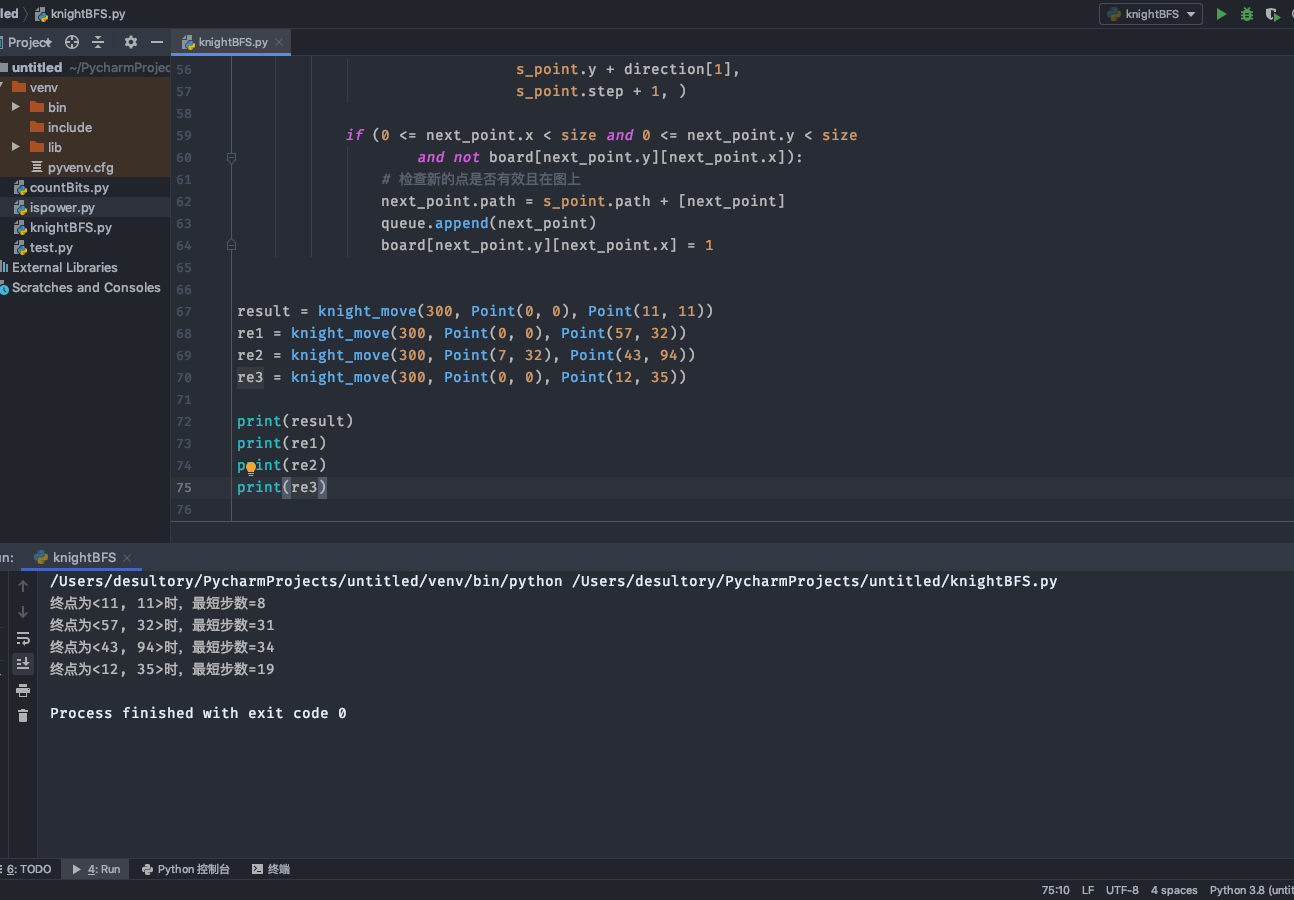 led knightBFS.py knightBFS
Project knightBFS.py
untitled ~/PycharmProjec
venv
bin
include
lib
pyvenv.cfg
countBits.py
ispower.py
knightBFS.py
test.py
External Libraries
Scratches and Consoles
56 s_point.y + direction[1],
57 s_point.step + 1, )
58
59 if (0 <= next_point.x < size and 0 <= next_point.y < size
60 and not board[next_point.y][next_point.x]):
61 # 检查新的点是否有效且在图上
62 next_point.path = s_point.path + [next_point]
63 queue.append(next_point)
64 board[next_point.y][next_point.x] = 1
65
66
67 result = knight_move(300, Point(0, 0), Point(11, 11))
68 re1 = knight_move(300, Point(0, 0), Point(57, 32))
69 re2 = knight_move(300, Point(7, 32), Point(43, 94))
70 re3 = knight_move(300, Point(0, 0), Point(12, 35))
71
72 print(result)
73 print(re1)
74 print(re2)
75 print(re3)
76
un: knightBFS
/Users/desultory/PycharmProjects/untitled/venv/bin/python /Users/desultory/PycharmProjects/untitled/knightBFS.py
终点为<11, 11>时，最短步数=8
终点为<57, 32>时，最短步数=31
终点为<43, 94>时，最短步数=34
终点为<12, 35>时，最短步数=19
Process finished with exit code 0
6: TODO 4: Run Python 控制台 终端
75:10 LF UTF-8 4 spaces Python 3.8 (unti